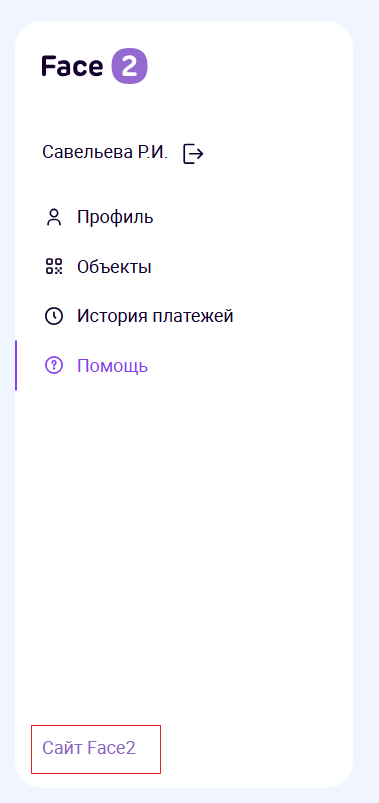 Face 2
Савельева Р.И.
Профиль
Объекты
История платежей
Помощь
Сайт Face2